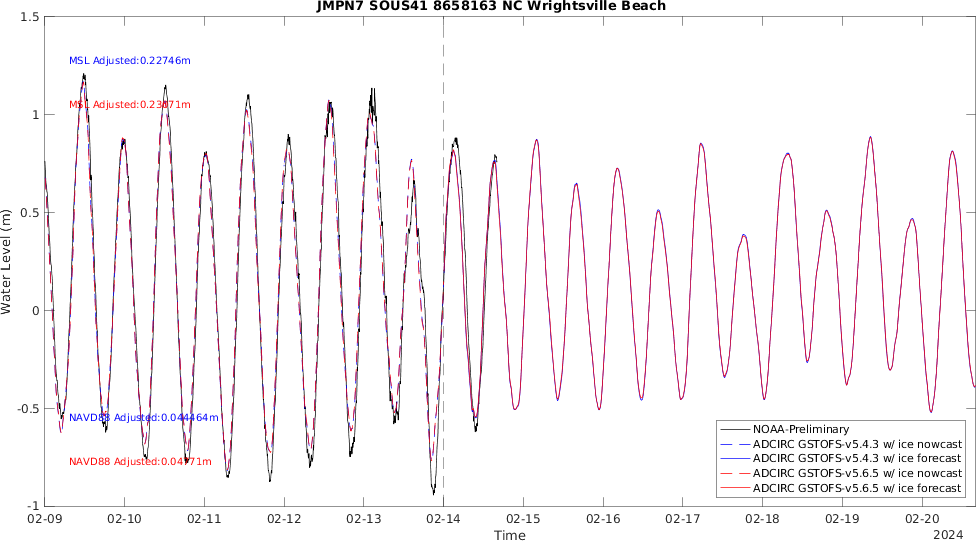 JMPN7 SOUS41 8658163 NC Wrightsville Beach
1.5
MSL Adjusted:0.22746m
MSL Adjusted:0.23171m
1
0.5
Water Level (m)
0
-0.5
NAVD88 Adjusted:0.044464m
NAVD88 Adjusted:0.04771m
-1
NOAA-Preliminary
ADCIRC GSTOFS-v5.4.3 w/ ice nowcast
ADCIRC GSTOFS-v5.4.3 w/ ice forecast
ADCIRC GSTOFS-v5.6.5 w/ ice nowcast
ADCIRC GSTOFS-v5.6.5 w/ ice forecast
02-09 02-10 02-11 02-12 02-13 02-14 02-15 02-16 02-17 02-18 02-19 02-20
Time
2024